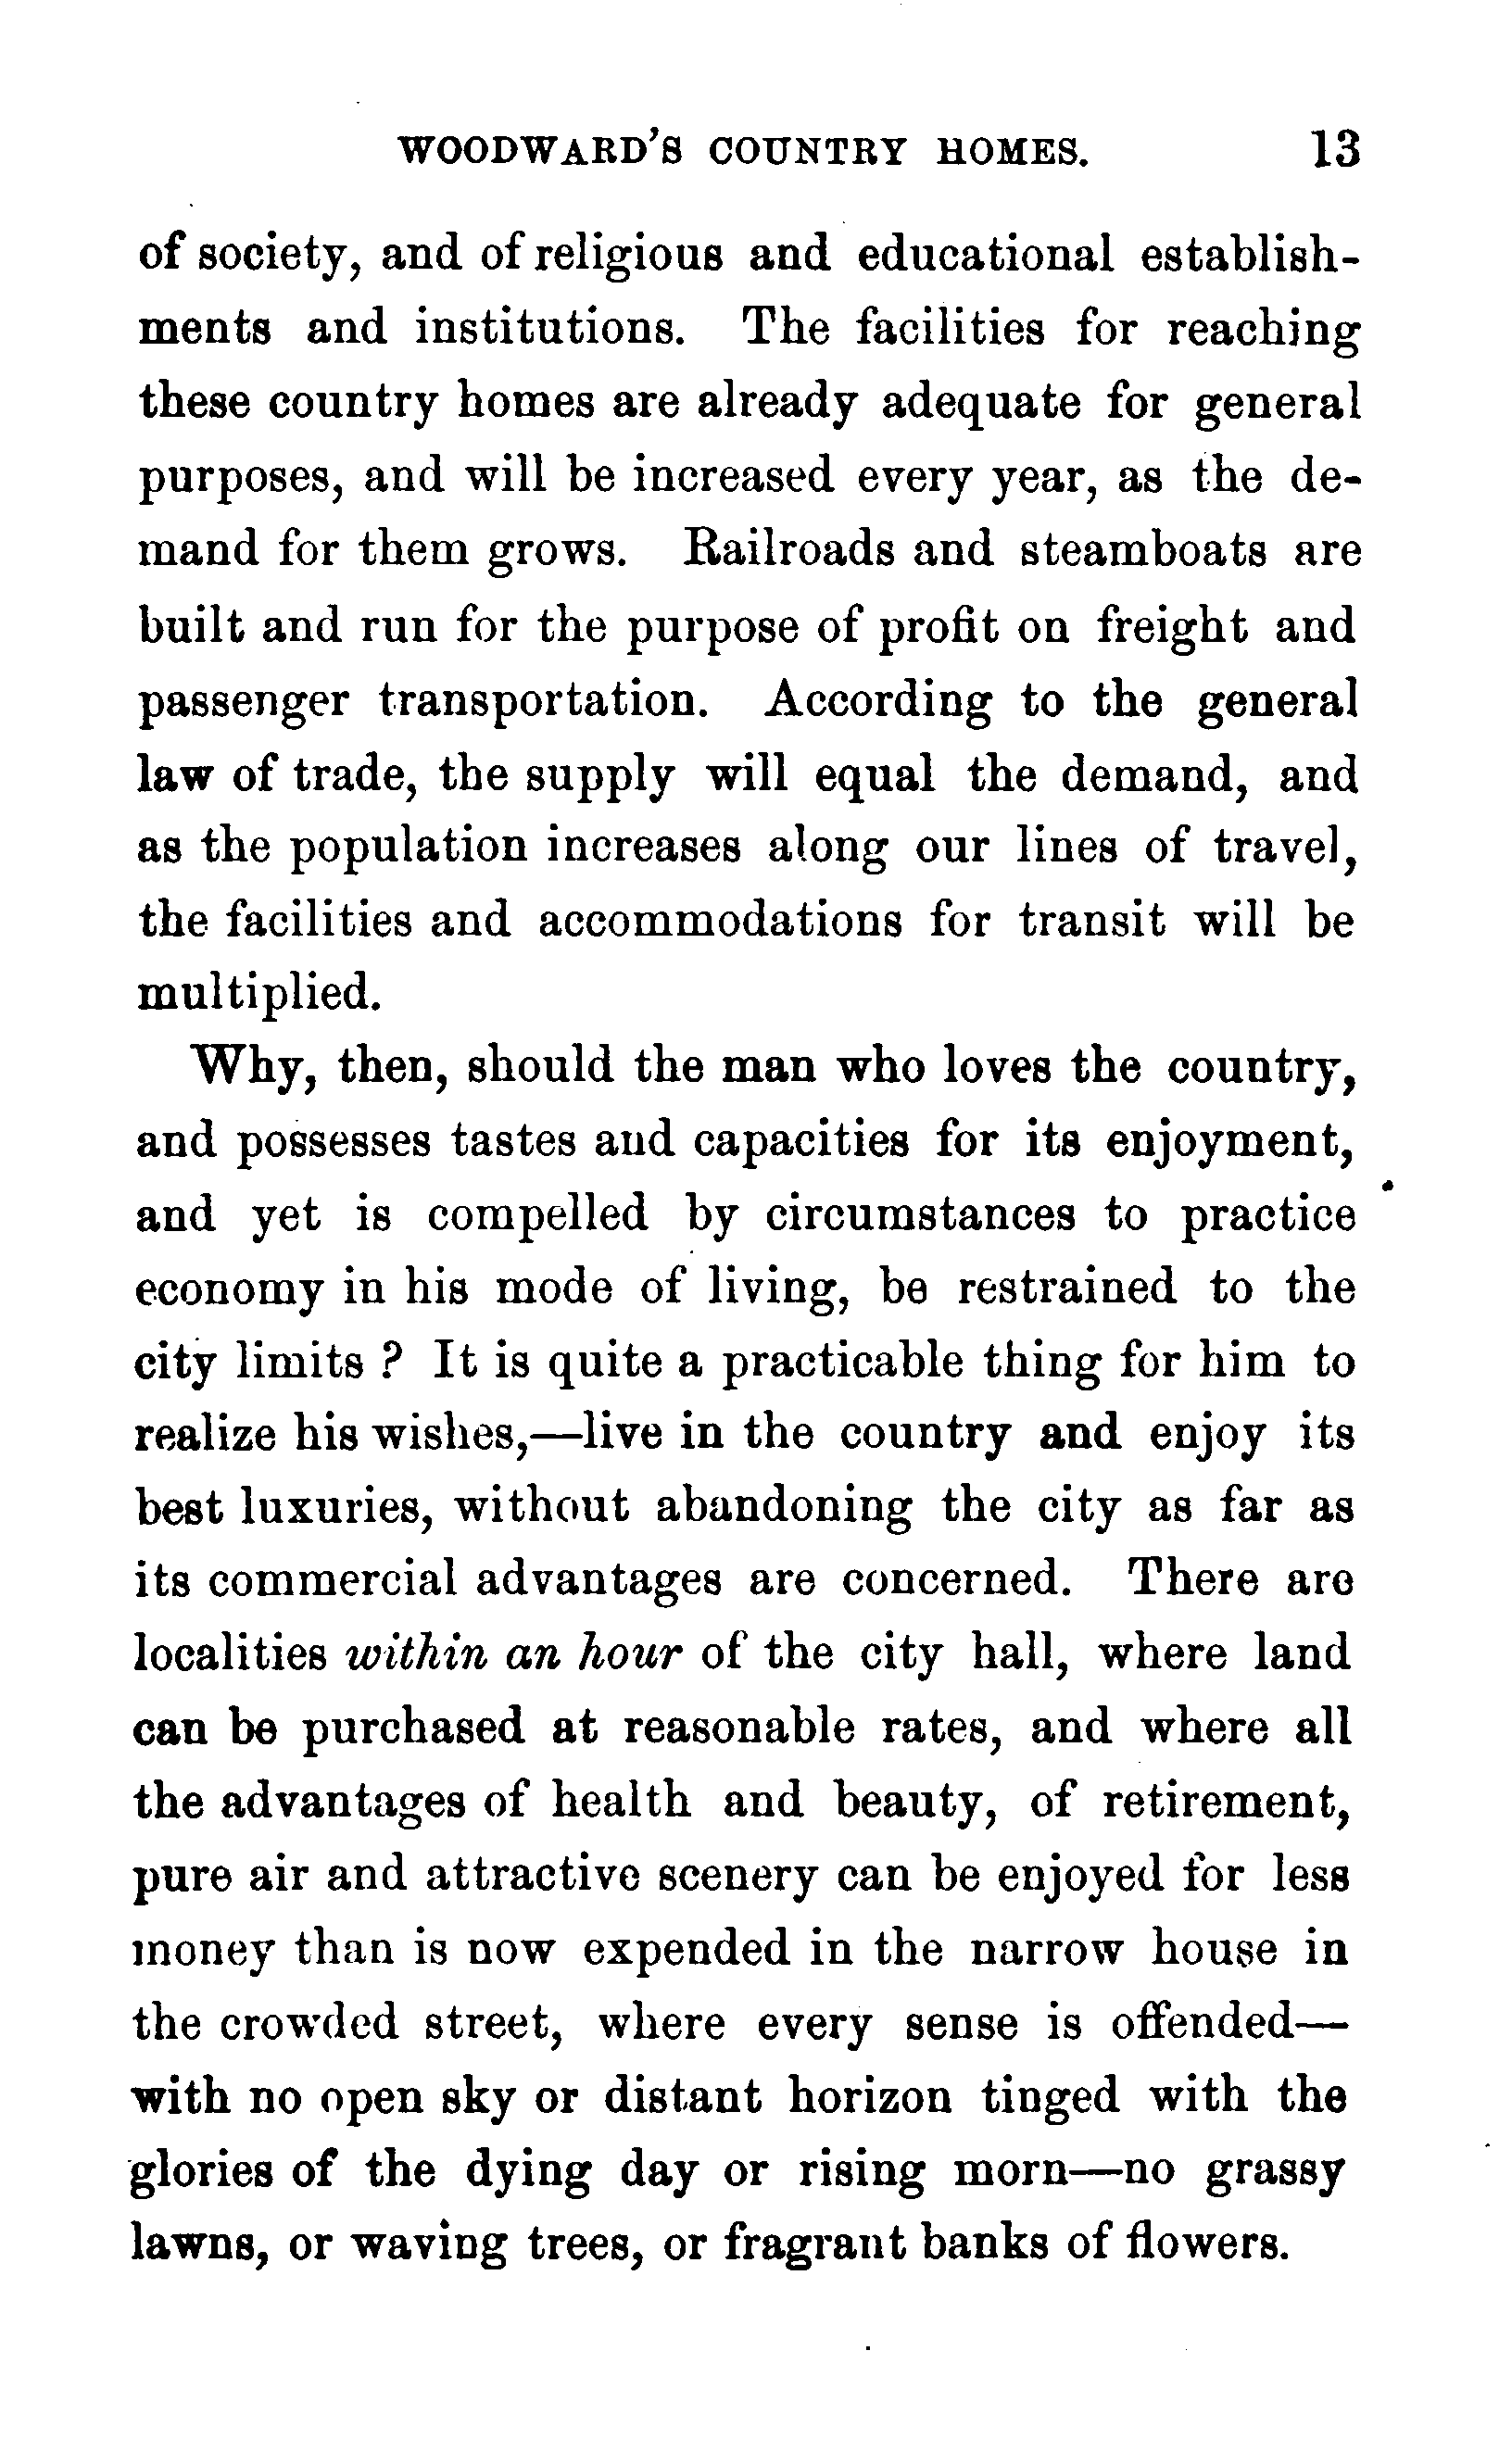 WOODWARD'S COUNTRY HOMES. 13
of society, and of religious and educational establish-
ments and institutions. The facilities for reaching
these country homes are already adequate for general
purposes, and will be increased every year, as the de-
mand for them grows. Railroads and steamboats are
built and run for the purpose of profit on freight and
passenger transportation. According to the general
law of trade, the supply will equal the demand, and
as the population increases along our lines of travel,
the facilities and accommodations for transit will be
multiplied.
Why, then, should the man who loves the country,
and possesses tastes and capacities for its enjoyment,
and yet is compelled by circumstances to practice
economy in his mode of living, be restrained to the
city limits ? It is quite a practicable thing for him to
realize his wishes,—live in the country and enjoy its
best luxuries, without abandoning the city as far as
its commercial advantages are concerned. There are
localities within an hour of the city hall, where land
can be purchased at reasonable rates, and where all
the advantages of health and beauty, of retirement,
pure air and attractive scenery can be enjoyed for less
money than is now expended in the narrow house in
the crowded street, where every sense is offended—
with no open sky or distant horizon tinged with the
glories of the dying day or rising morn—no grassy
lawns, or waving trees, or fragrant banks of flowers.